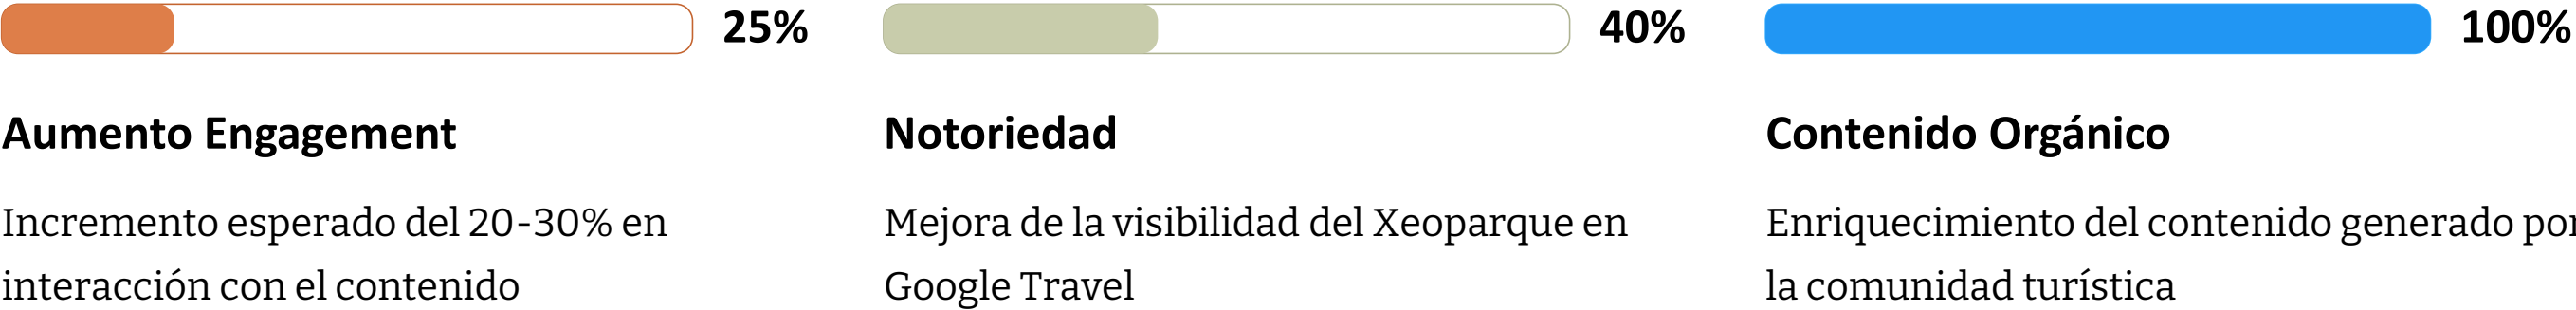 25%
Aumento Engagement
Incremento esperado del 20-30% en
interacción con el contenido
40%
Notoriedad
Mejora de la visibilidad del Xeoparque en
Google Travel
100%
Contenido Orgánico
Enriquecimiento del contenido generado por
la comunidad turística